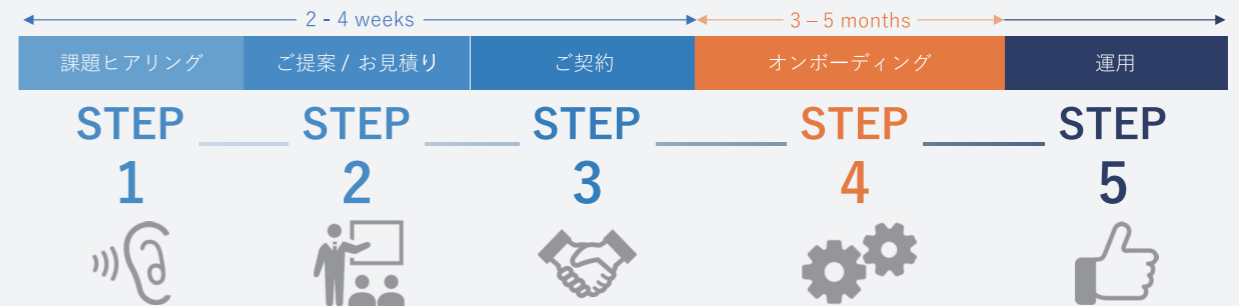 2 - 4 weeks
3 – 5 months
課題ヒアリング
ご提案 / お見積り
ご契約
オンボーディング
運用
STEP
1
STEP
2
STEP
3
STEP
4
STEP
5